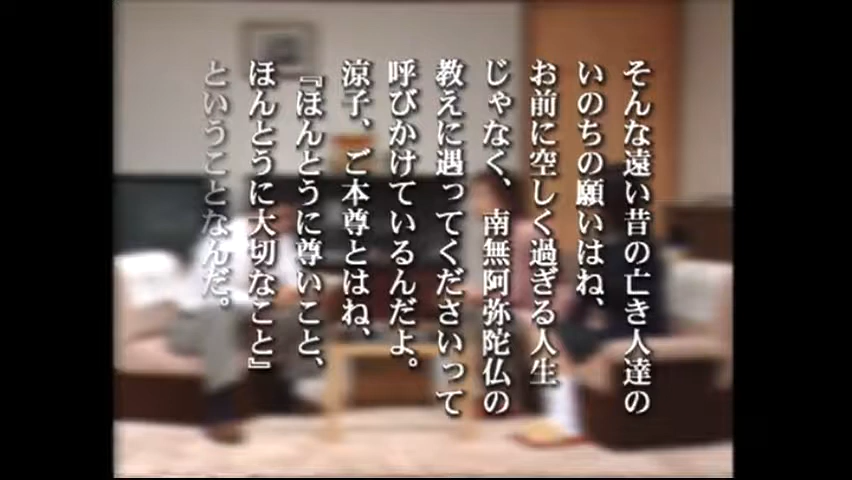 そんな遠い昔の亡き人達の
いのちの願いはね、
お前に空しく過ぎる人生
じゃなく、南無阿弥陀仏の
教えに遇ってくださいって
呼びかけているんだよ。
涼子、ご本尊とはね、
『ほんとうに尊いこと、
ほんとうに大切なこと』
ということなんだ。